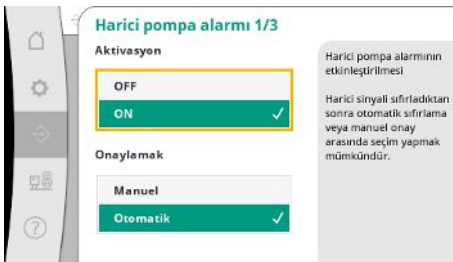 Harici pompa alarmı 1/3
Aktivasyon
OFF
ON
Onaylamak
Manuel
Otomatik
Harici pompa alarmının
etkinleştirilmesi
Harici sinyali sıfırladıktan
sonra otomatik sıfırlama
veya manuel onay
arasında seçim yapmak
mümkündür.